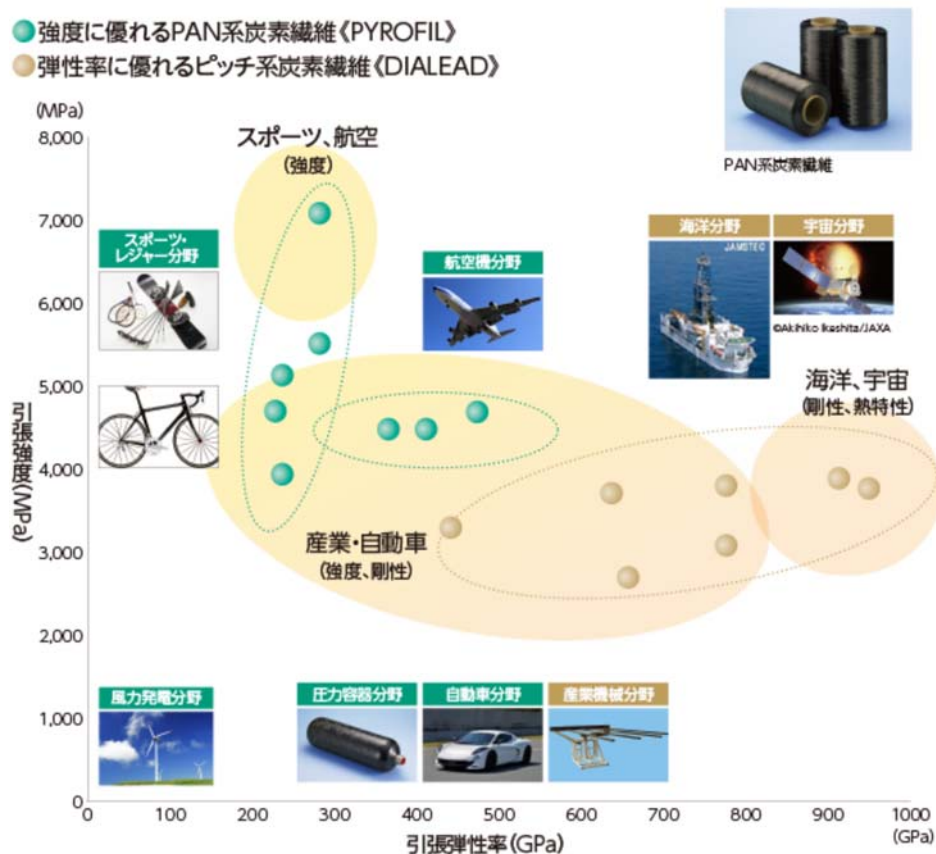 強度に優れるPAN系炭素繊維《PYROFIL》
弾性率に優れるピッチ系炭素繊維《DIALEAD》
(MPa)
8,000
7,000
6,000
5,000
4,000
3,000
2,000
1,000
0
引張強度(MPa)
スポーツ、航空
(強度)
PAN系炭素繊維
スポーツ・
レジャー分野
航空機分野
海洋分野
JAMSTEC
宇宙分野
©Akihiko Ikeshita/JAXA
海洋、宇宙
(剛性、熱特性)
産業・自動車
(強度、剛性)
風力発電分野
圧力容器分野
自動車分野
産業機械分野
0 100 200 300 400 500 600 700 800 900 1000
(GPa)
引張弾性率(GPa)